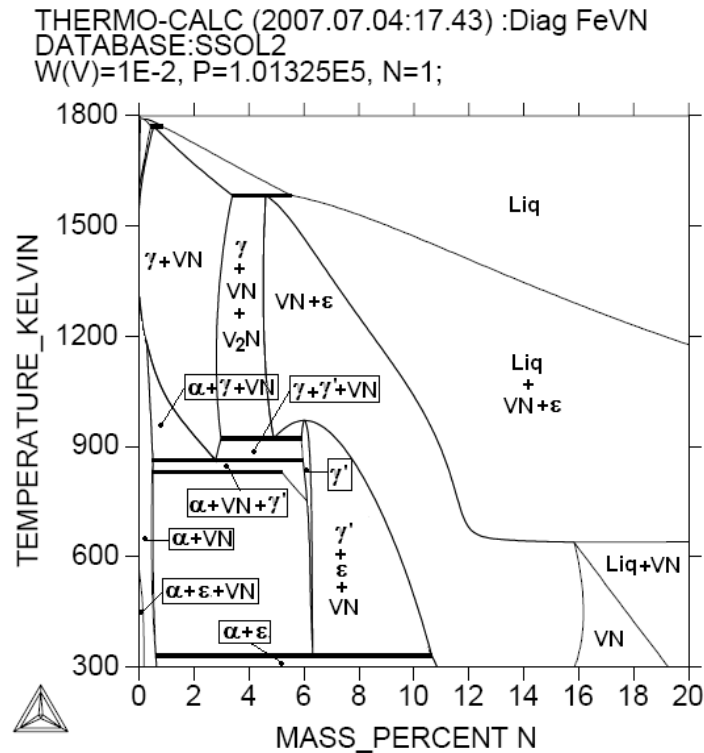 THERMO-CALC (2007.07.04:17.43) :Diag FeVN
DATABASE:SSOL2
W(V)=1E-2, P=1.01325E5, N=1;
1800
1500
1200
900
600
300
TEMPERATURE_KELVIN
Liq
γ+VN
γ
+
VN
+
V₂N
VN+ε
Liq
+
VN+ε
α+γ+VN
γ+γ'+VN
γ'
α+VN+γ'
α+VN
γ'
+
ε
+
VN
Liq+VN
α+ε+VN
α+ε
VN
0 2 4 6 8 10 12 14 16 18 20
MASS_PERCENT N